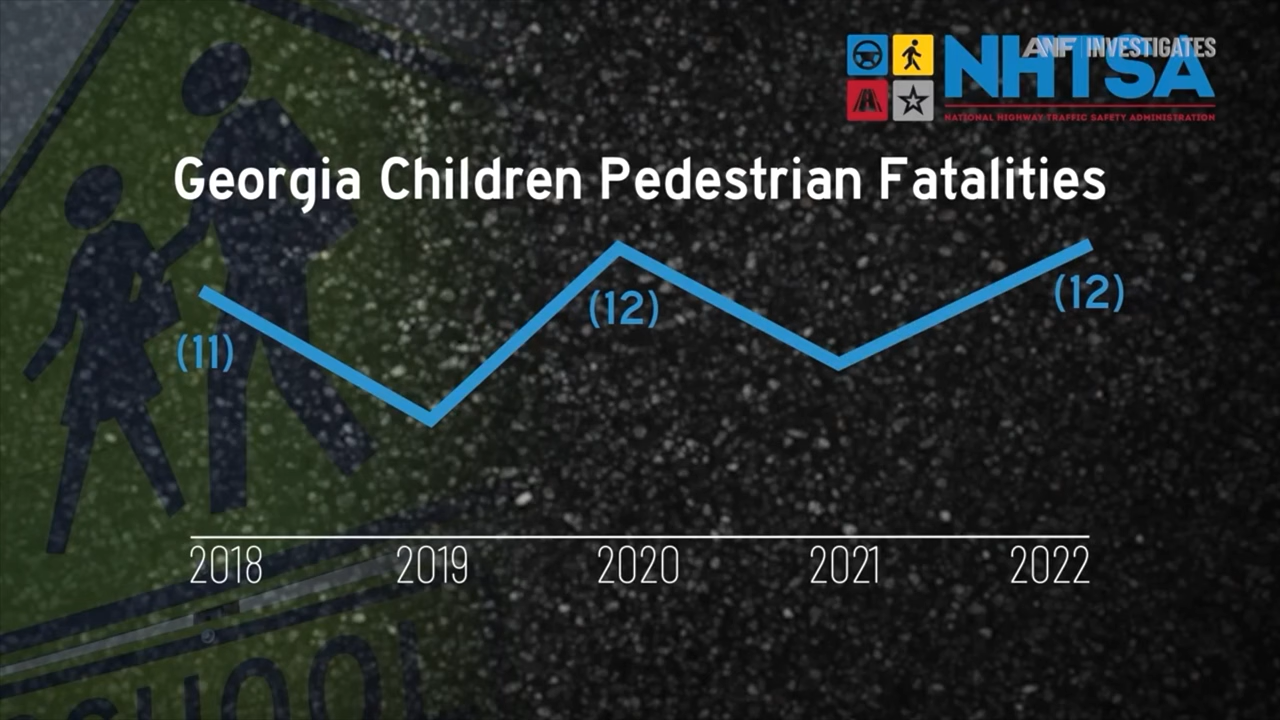 NHTSA
ANF | INVESTIGATES
NATIONAL HIGHWAY TRAFFIC SAFETY ADMINISTRATION
Georgia Children Pedestrian Fatalities
(11)
(12)
(12)
2018 2019 2020 2021 2022
SCHOOL